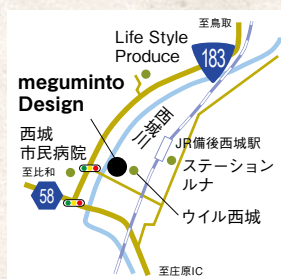 至鳥取
Life Style
Produce
183
meguminto
Design
西城川
西城
市民病院
JR備後西城駅
ステーション
ルナ
至比和
58
ウイル西城
至庄原IC